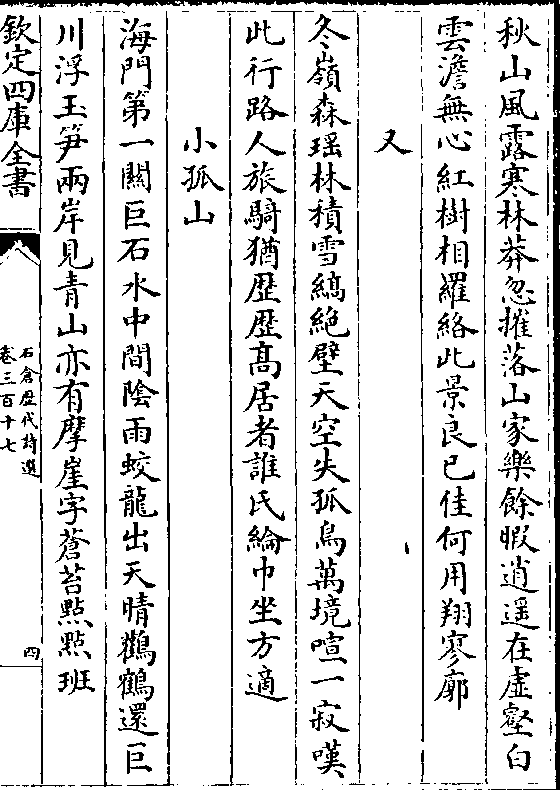 秋山風露寒林莽忽摧落山家樂餘暇逍遥在虚壑白
雲澹無心紅樹相羅絡此景良已佳何用翔寥廓
又
冬嶺森瑶林積雪縞絶壁天空失孤鳥萬境喧一寂嘆
此行路人旅騎猶歴歴髙居者誰氏綸巾坐方適
小孤山
海門第一闗巨石水中間陰雨蛟龍出天晴鸛鶴還巨
川浮玉筍兩岸見青山亦有摩崖字蒼苔點點班
欽定四庫全書
石倉歴代詩選
卷三百十七
四